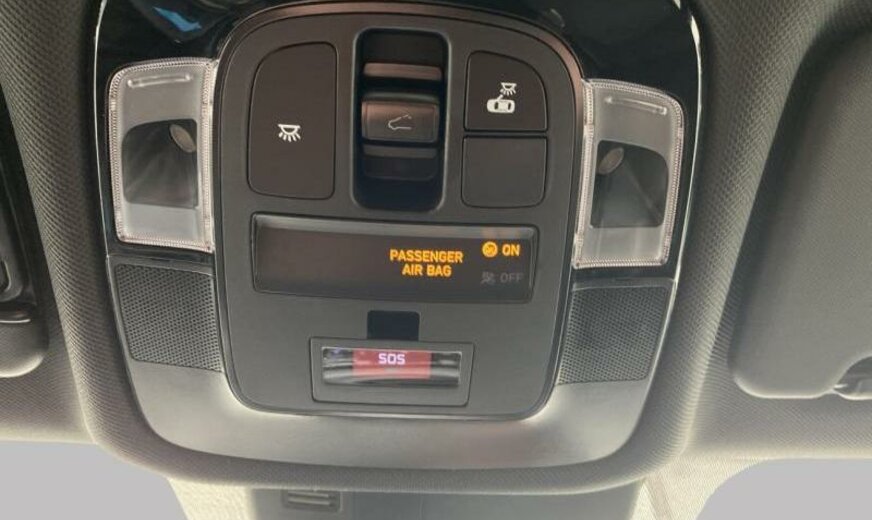 PASSENGER
AIR BAG
ON
OFF
SOS